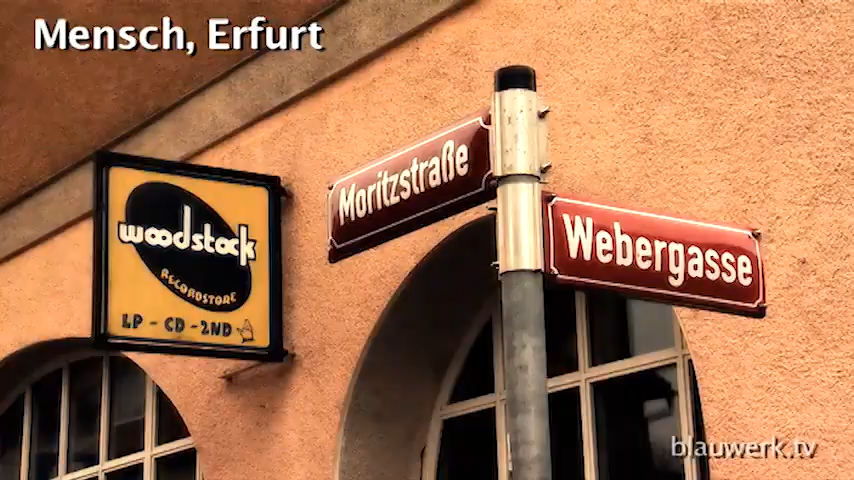 Mensch, Erfurt
Moritzstraße
Webergasse
woodstock
RECORDSTORE
LP - CD - 2ND
blauwerk.tv